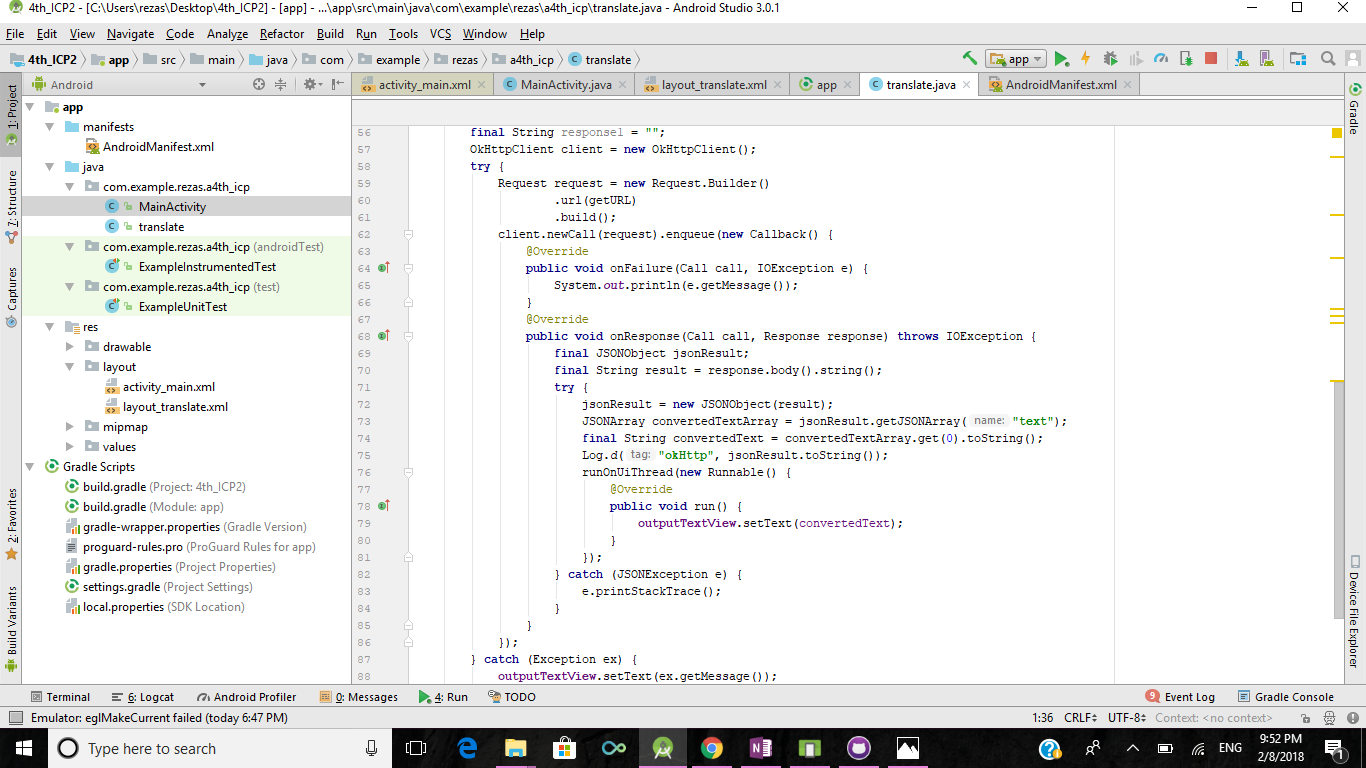 4th_ICP2 - [C:\Users\rezas\Desktop\4th_ICP2] - [app] - ...\app\src\main\java\com\example\rezas\a4th_icp\translate.java - Android Studio 3.0.1
File Edit View Navigate Code Analyze Refactor Build Run Tools VCS Window Help
4th_ICP2 app src main java com example rezas a4th_icp translate
app
Android
activity_main.xml MainActivity.java layout_translate.xml app translate.java AndroidManifest.xml
1: Project
7: Structure
Captures
2: Favorites
Build Variants
app
manifests
AndroidManifest.xml
java
com.example.rezas.a4th_icp
MainActivity
translate
com.example.rezas.a4th_icp (androidTest)
ExampleInstrumentedTest
com.example.rezas.a4th_icp (test)
ExampleUnitTest
res
drawable
layout
activity_main.xml
layout_translate.xml
mipmap
values
Gradle Scripts
build.gradle (Project: 4th_ICP2)
build.gradle (Module: app)
gradle-wrapper.properties (Gradle Version)
proguard-rules.pro (ProGuard Rules for app)
gradle.properties (Project Properties)
settings.gradle (Project Settings)
local.properties (SDK Location)
56 final String responsel = "";
57 OkHttpClient client = new OkHttpClient();
58 try {
59 Request request = new Request.Builder()
60 .url(getURL)
61 .build();
62 client.newCall(request).enqueue(new Callback() {
63 @Override
64 public void onFailure(Call call, IOException e) {
65 System.out.println(e.getMessage());
66 }
67 @Override
68 public void onResponse(Call call, Response response) throws IOException {
69 final JSONObject jsonResult;
70 final String result = response.body().string();
71 try {
72 jsonResult = new JSONObject(result);
73 JSONArray convertedTextArray = jsonResult.getJSONArray( name: "text");
74 final String convertedText = convertedTextArray.get(0).toString();
75 Log.d( tag: "okHttp", jsonResult.toString());
76 runOnUiThread(new Runnable() {
77 @Override
78 public void run() {
79 outputTextView.setText(convertedText);
80 }
81 });
82 } catch (JSONException e) {
83 e.printStackTrace();
84 }
85 }
86 });
87 } catch (Exception ex) {
88 outputTextView.setText(ex.getMessage());
Gradle
Device File Explorer
Terminal 6: Logcat Android Profiler 0: Messages 4: Run TODO 9 Event Log Gradle Console
Emulator: eglMakeCurrent failed (today 6:47 PM) 1:36 CRLF UTF-8 Context: <no context>
Type here to search
ENG
9:52 PM
2/8/2018
1